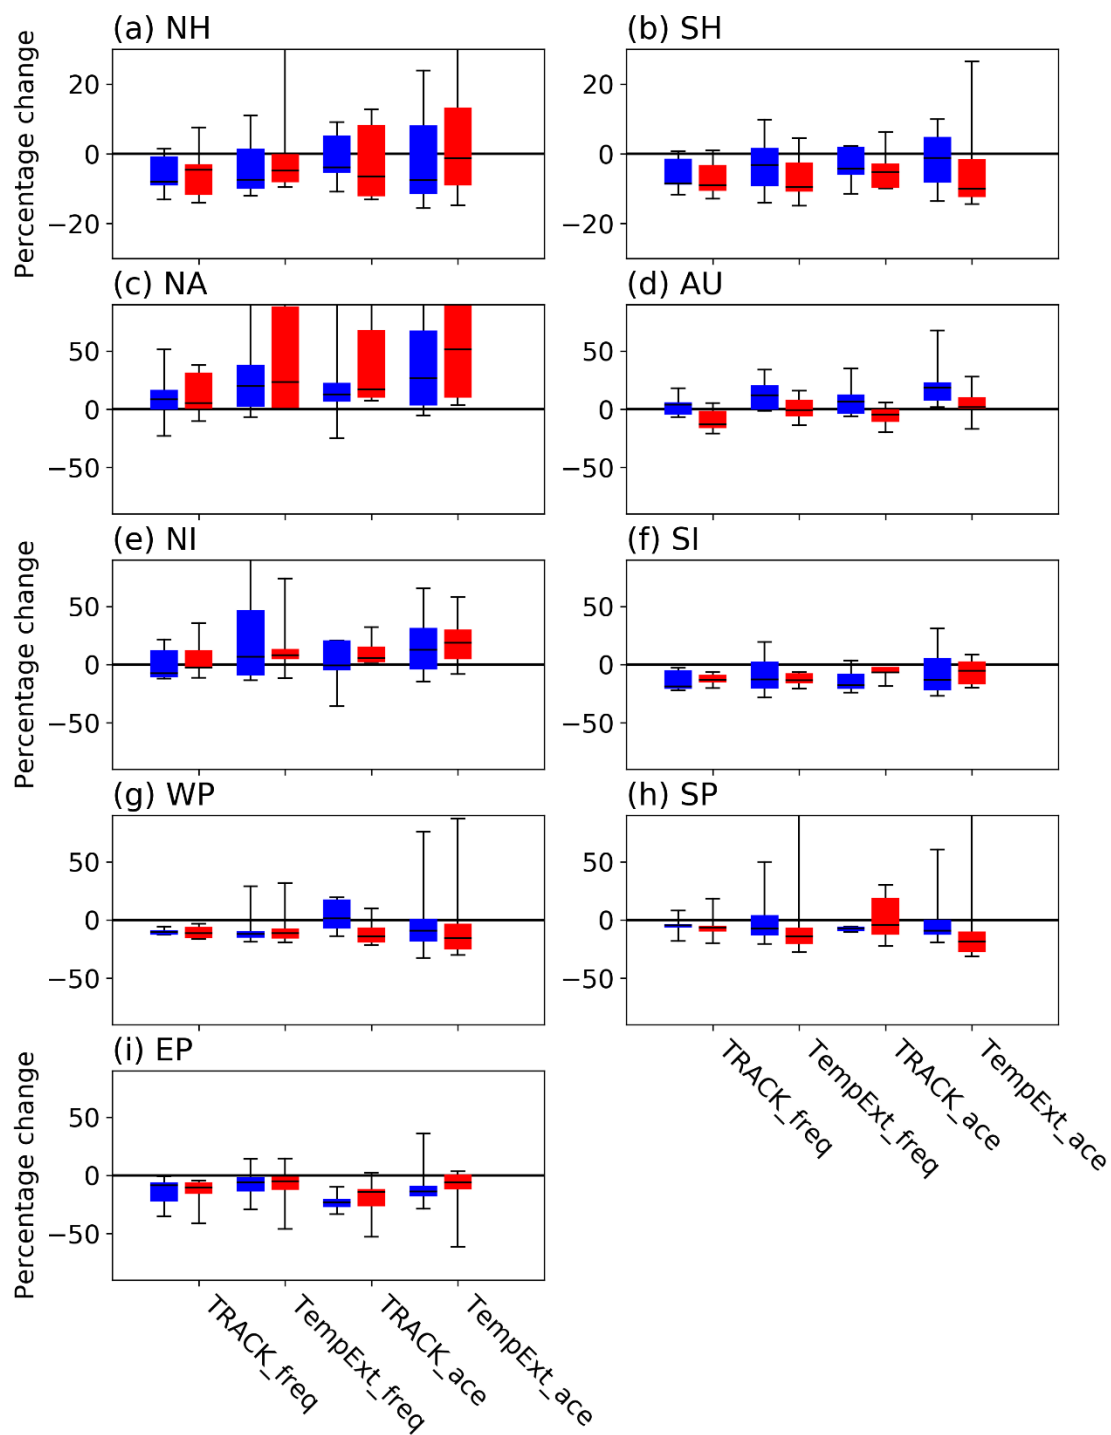 (a) NH
(b) SH
Percentage change
20
0
−20
20
0
−20
(c) NA
(d) AU
50
0
−50
50
0
−50
(e) NI
(f) SI
Percentage change
50
0
−50
50
0
−50
(g) WP
(h) SP
50
0
−50
50
0
−50
TRACK_freq
TempExt_freq
TRACK_ace
TempExt_ace
(i) EP
Percentage change
50
0
−50
TRACK_freq
TempExt_freq
TRACK_ace
TempExt_ace